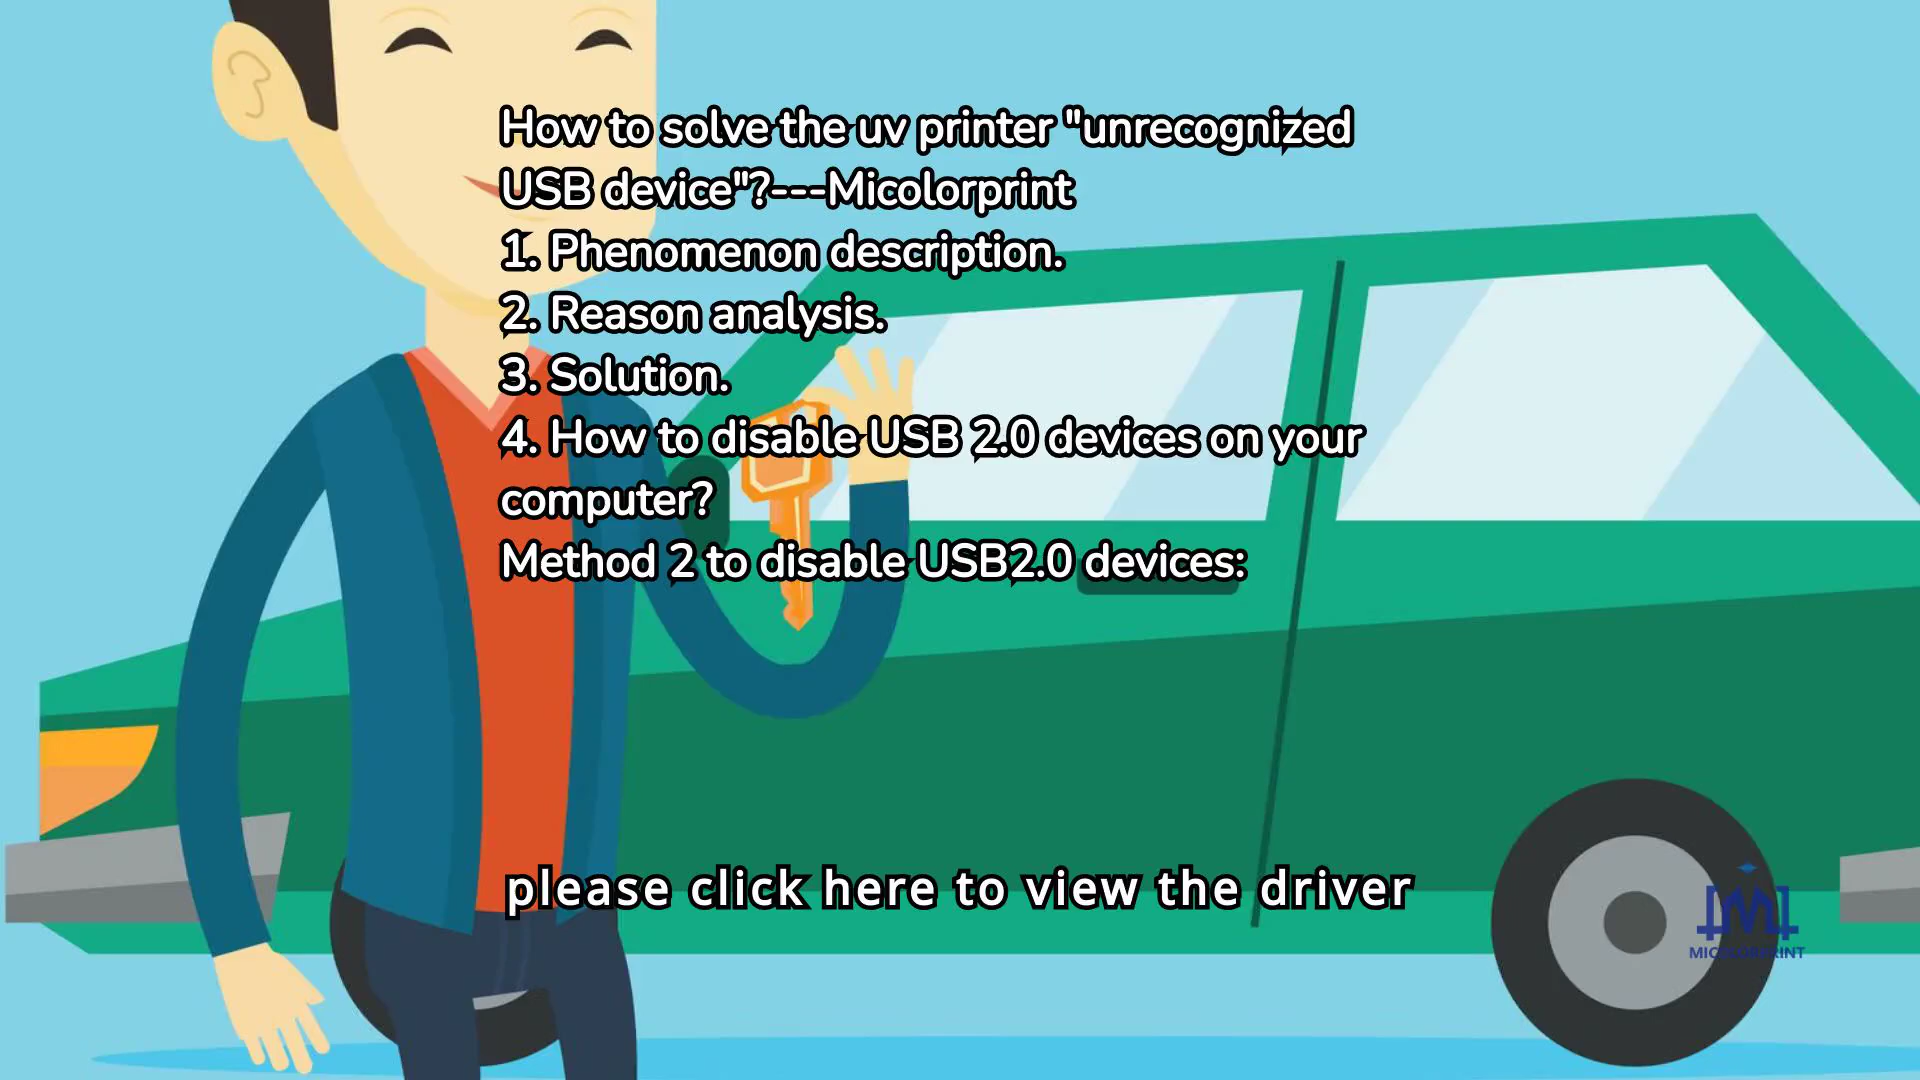 How to solve the uv printer "unrecognized
USB device"?---Micolorprint
1. Phenomenon description.
2. Reason analysis.
3. Solution.
4. How to disable USB 2.0 devices on your
computer?
Method 2 to disable USB2.0 devices:
please click here to view the driver
MICOLORPRINT